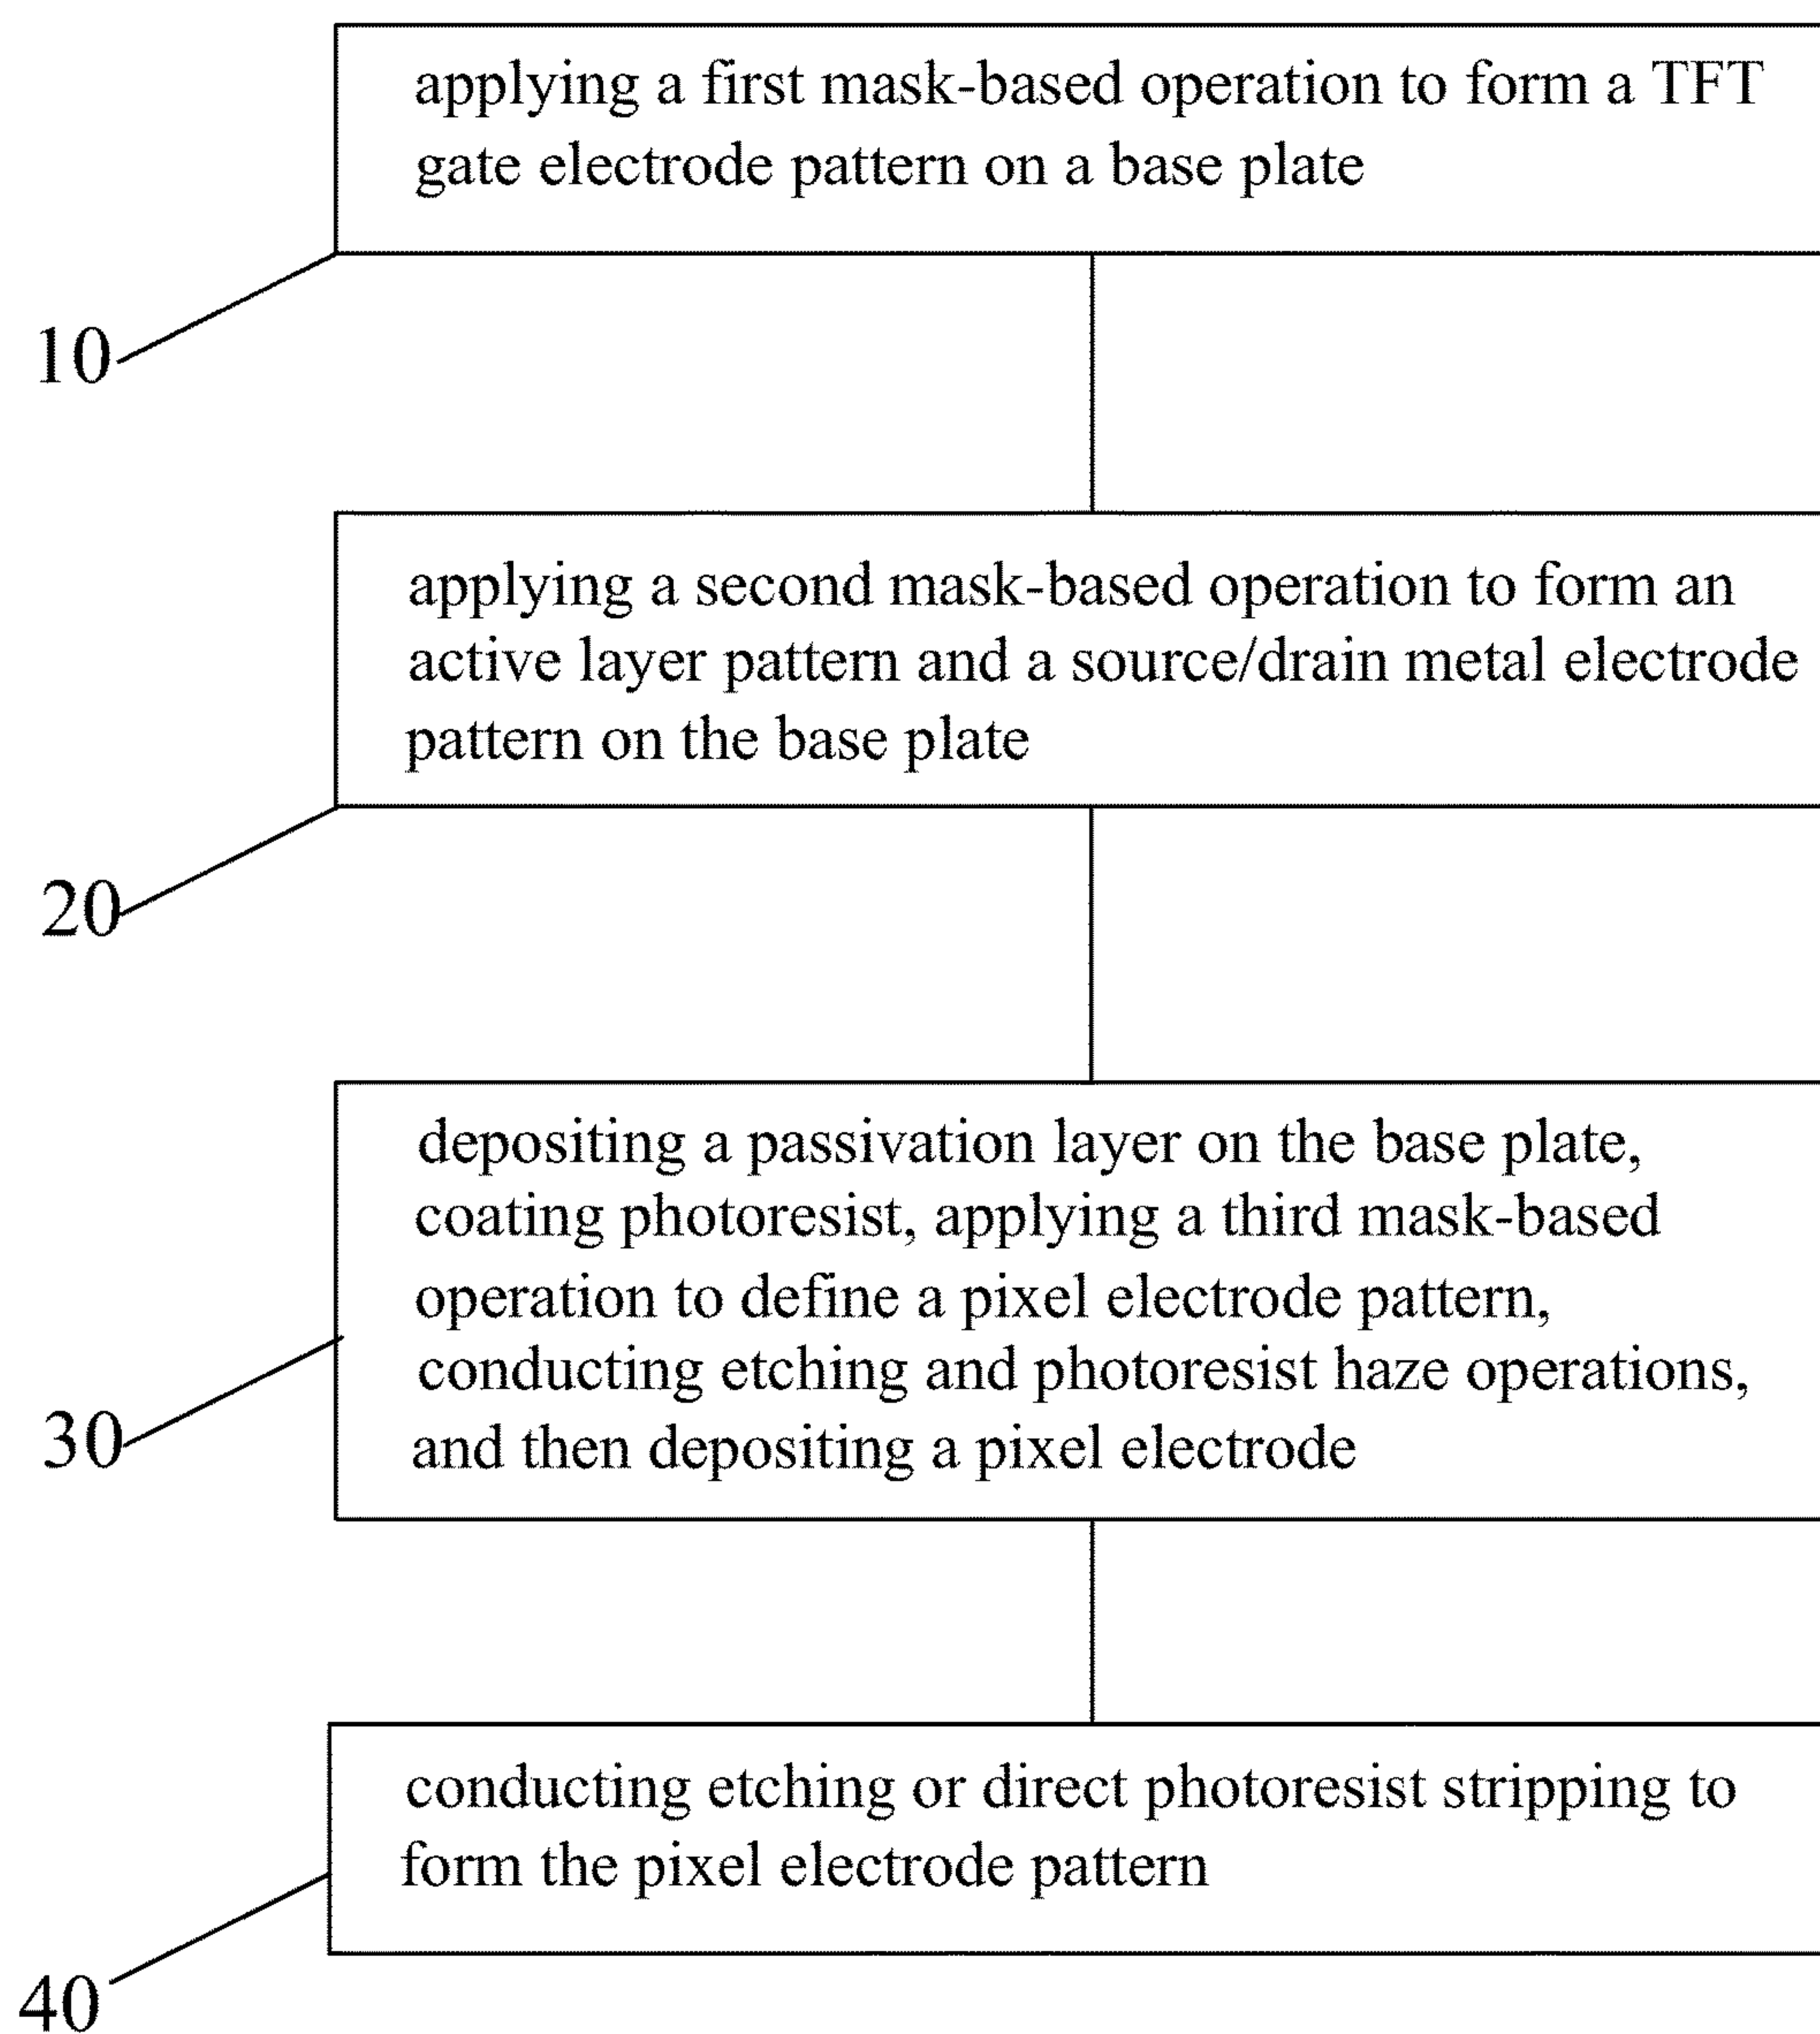 applying a first mask-based operation to form a TFT
gate electrode pattern on a base plate
10
applying a second mask-based operation to form an
active layer pattern and a source/drain metal electrode
pattern on the base plate
20
depositing a passivation layer on the base plate,
coating photoresist, applying a third mask-based
operation to define a pixel electrode pattern,
conducting etching and photoresist haze operations,
and then depositing a pixel electrode
30
conducting etching or direct photoresist stripping to
form the pixel electrode pattern
40